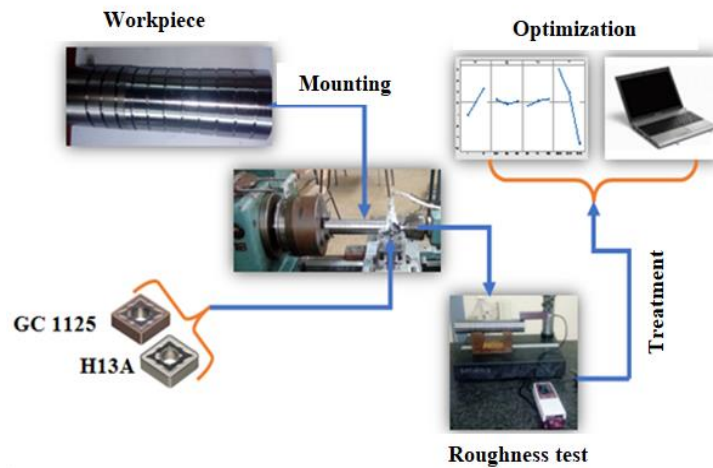 Workpiece
Optimization
Mounting
GC 1125
H13A
Treatment
Roughness test